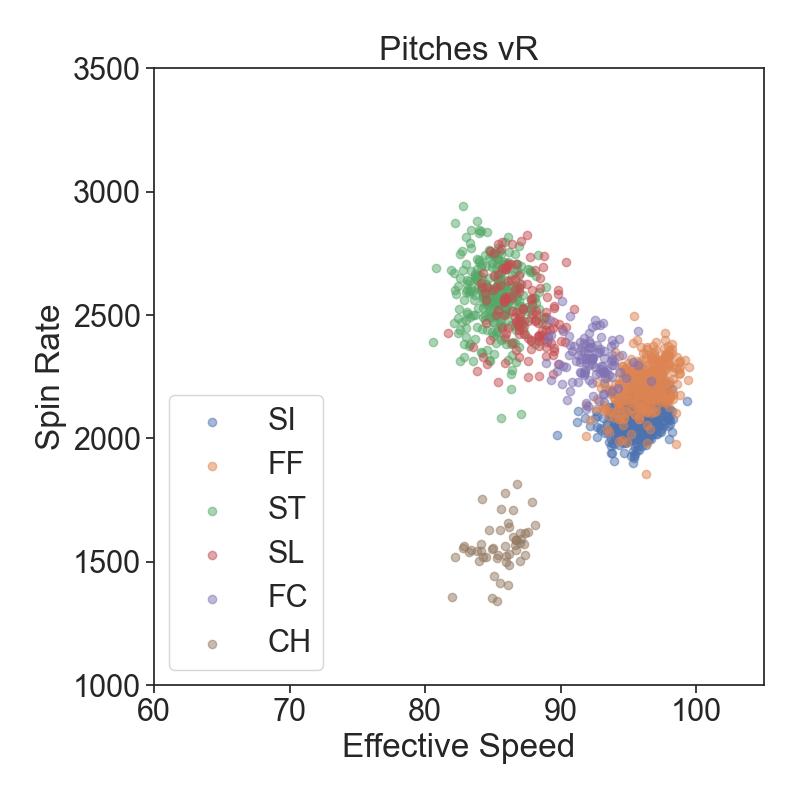 Pitches vR
3500
3000
2500
2000
1500
1000
Spin Rate
SI
FF
ST
SL
FC
CH
60 70 80 90 100
Effective Speed